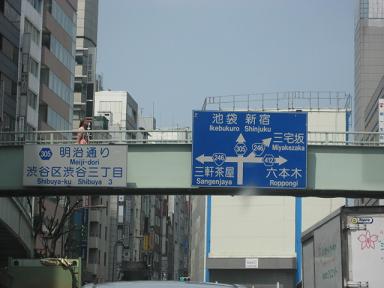 305
明治通り
Meiji-dori
渋谷区渋谷三丁目
Shibuya-ku Shibuya 3
池袋 新宿
Ikebukuro Shinjuku
三宅坂
Miyakezaka
305
246
246
412
三軒茶屋
Sangenjaya
六本木
Roppongi